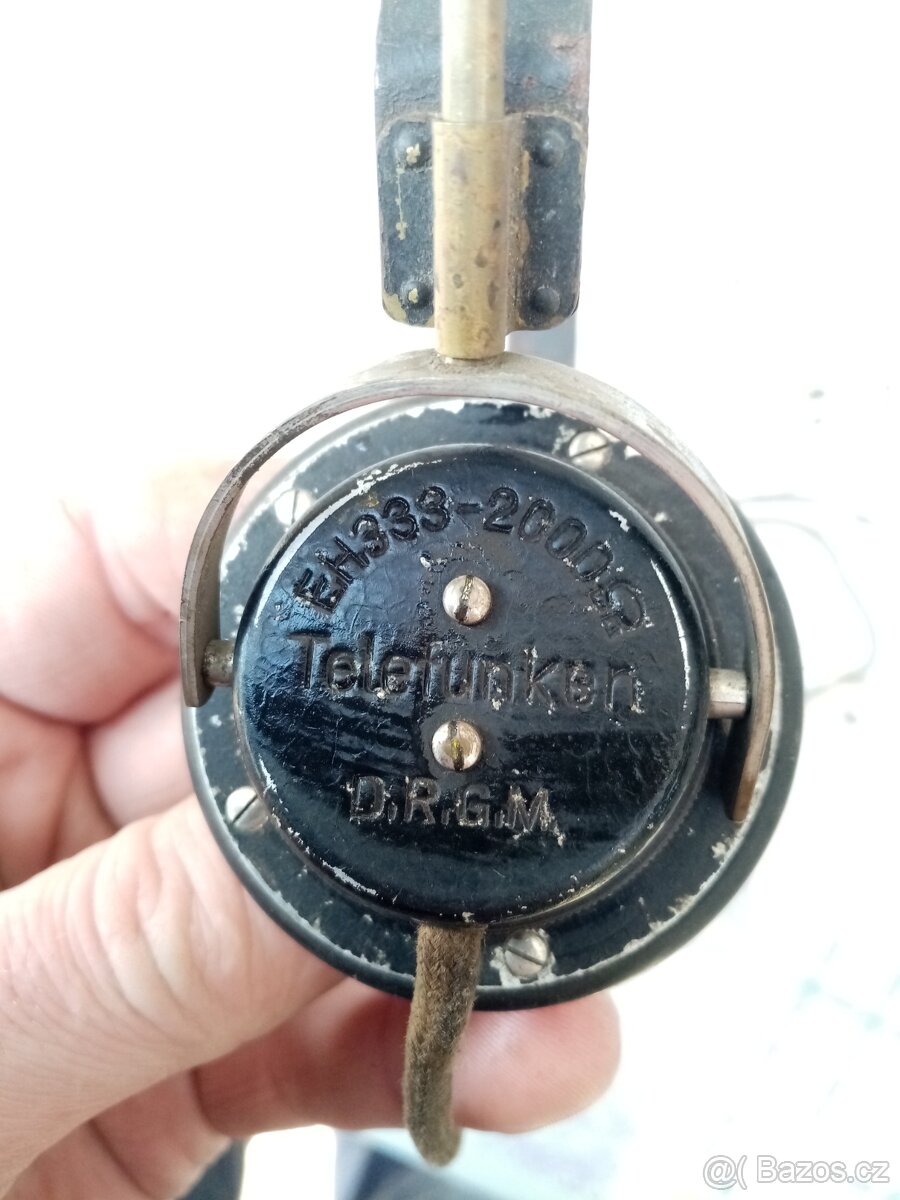 EH333-2000Ω
Telefunken
D.R.G.M.
@( Bazos.cz